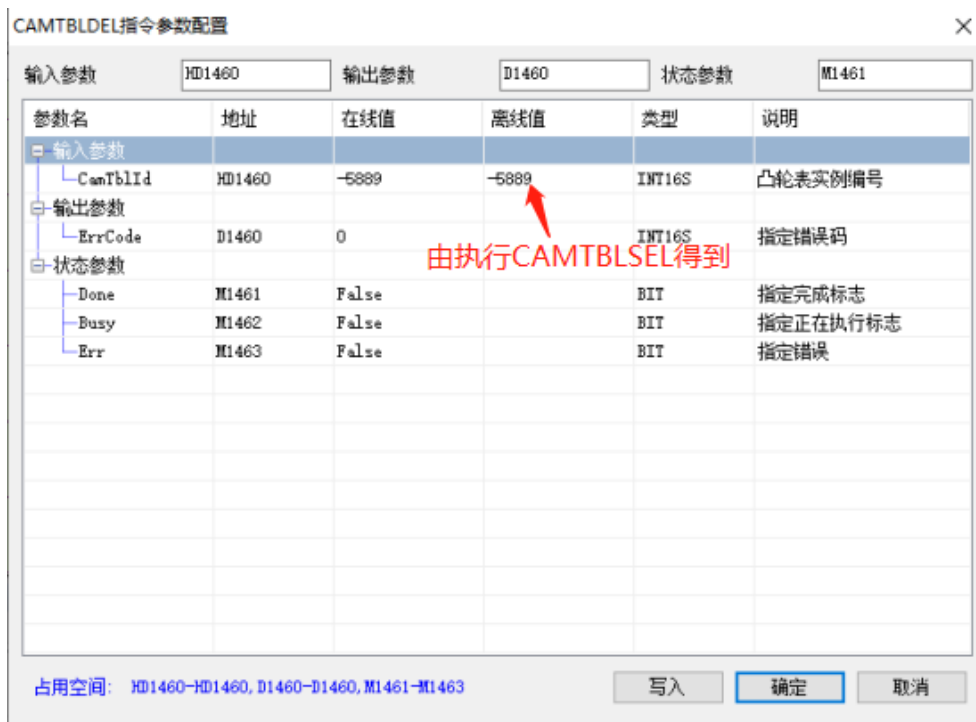 CAMTBLDEL指令参数配置
输入参数 HD1460 输出参数 D1460 状态参数 M1461
参数名 地址 在线值 离线值 类型 说明
输入参数
CamTblId HD1460 -5889 -5889 INT16S 凸轮表实例编号
输出参数
ErrCode D1460 0 INT16S 指定错误码
由执行CAMTBLSEL得到
状态参数
Done M1461 False BIT 指定完成标志
Busy M1462 False BIT 指定正在执行标志
Err M1463 False BIT 指定错误
占用空间: HD1460-HD1460,D1460-D1460,M1461-M1463 写入 确定 取消